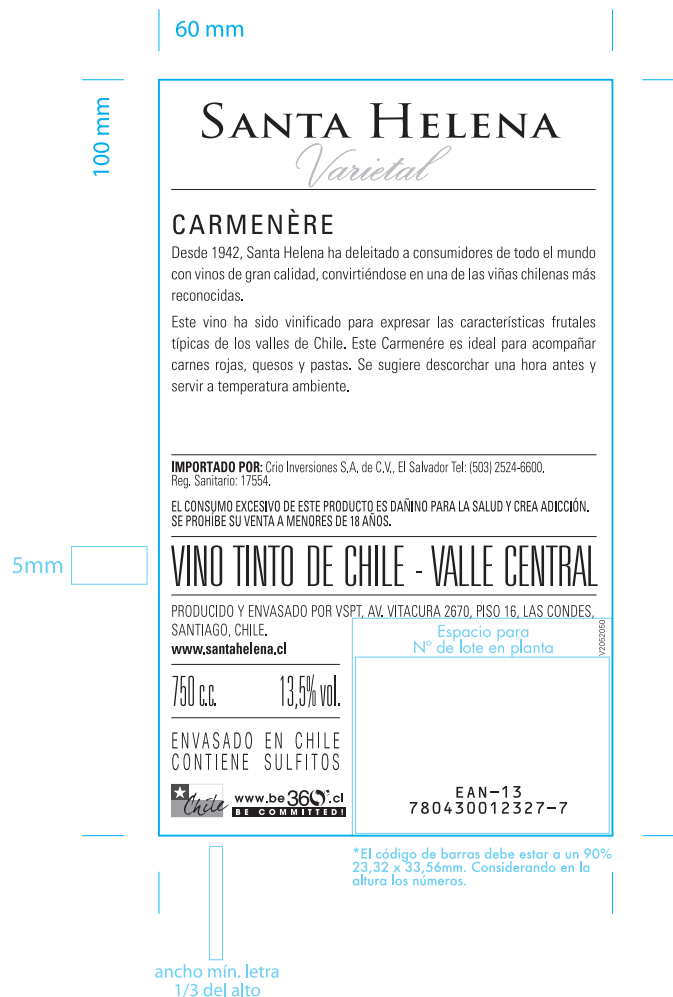 60 mm
100 mm
SANTA HELENA
Varietal
CARMENÈRE
Desde 1942, Santa Helena ha deleitado a consumidores de todo el mundo
con vinos de gran calidad, convirtiéndose en una de las viñas chilenas más
reconocidas.
Este vino ha sido vinificado para expresar las características frutales
típicas de los valles de Chile. Este Carmenére es ideal para acompañar
carnes rojas, quesos y pastas. Se sugiere descorchar una hora antes y
servir a temperatura ambiente.
IMPORTADO POR: Crio Inversiones S.A. de C.V., El Salvador Tel: (503) 2524-6600.
Reg. Sanitario: 17554.
EL CONSUMO EXCESIVO DE ESTE PRODUCTO ES DAÑINO PARA LA SALUD Y CREA ADICCIÓN.
SE PROHÍBE SU VENTA A MENORES DE 18 AÑOS.
5mm
VINO TINTO DE CHILE - VALLE CENTRAL
PRODUCIDO Y ENVASADO POR VSPT, AV. VITACURA 2670, PISO 16, LAS CONDES,
SANTIAGO, CHILE.
www.santahelena.cl
Espacio para
N° de lote en planta
V2052050
750 c.c. 13,5% vol.
ENVASADO EN CHILE
CONTIENE SULFITOS
Chile
www.be360°.cl
BE COMMITTED!
EAN-13
780430012327-7
*El código de barras debe estar a un 90%
23,32 x 33,56mm. Considerando en la
altura los números.
ancho mín. letra
1/3 del alto